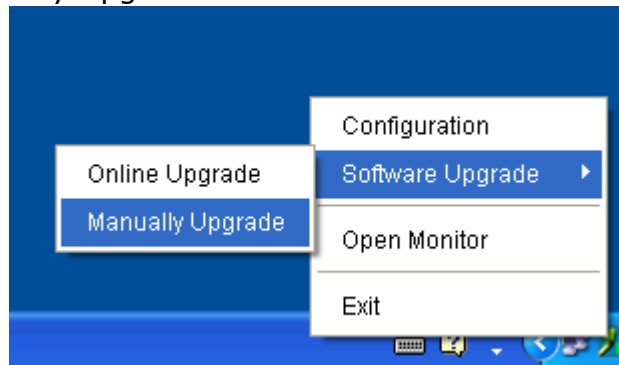 Configuration
Software Upgrade
Online Upgrade
Manually Upgrade
Open Monitor
Exit